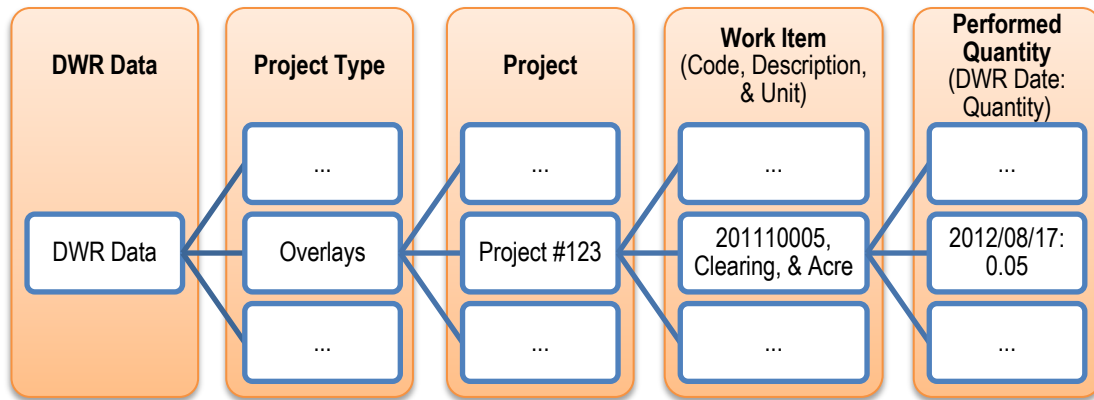 DWR Data
Project Type
Project
Work Item
(Code, Description,
& Unit)
Performed
Quantity
(DWR Date:
Quantity)
...
...
...
...
DWR Data
Overlays
Project #123
201110005,
Clearing, & Acre
2012/08/17:
0.05
...
...
...
...